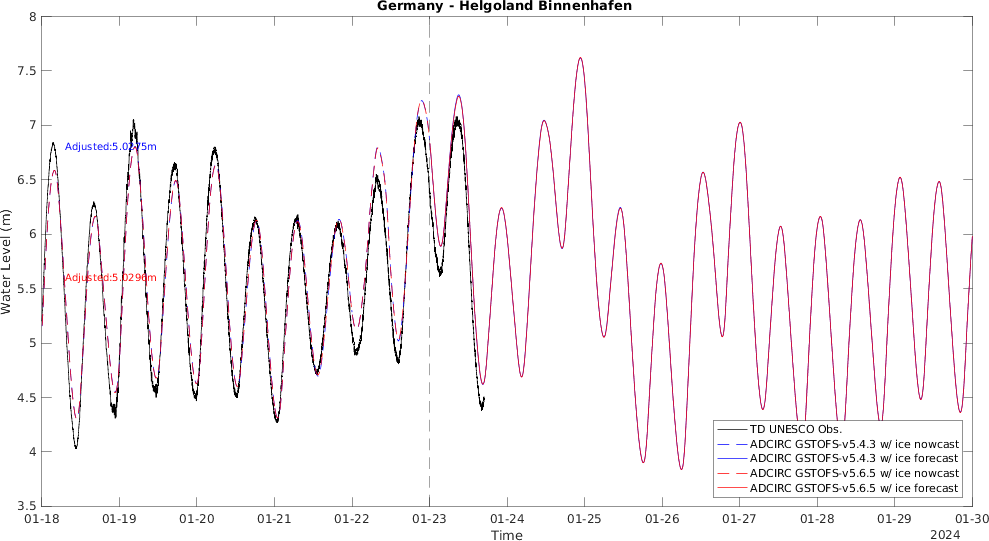 Germany - Helgoland Binnenhafen
8
7.5
7
6.5
6
5.5
5
4.5
4
3.5
Water Level (m)
Adjusted:5.0275m
Adjusted:5.0296m
TD UNESCO Obs.
ADCIRC GSTOFS-v5.4.3 w/ ice nowcast
ADCIRC GSTOFS-v5.4.3 w/ ice forecast
ADCIRC GSTOFS-v5.6.5 w/ ice nowcast
ADCIRC GSTOFS-v5.6.5 w/ ice forecast
01-18 01-19 01-20 01-21 01-22 01-23 01-24 01-25 01-26 01-27 01-28 01-29 01-30
Time
2024